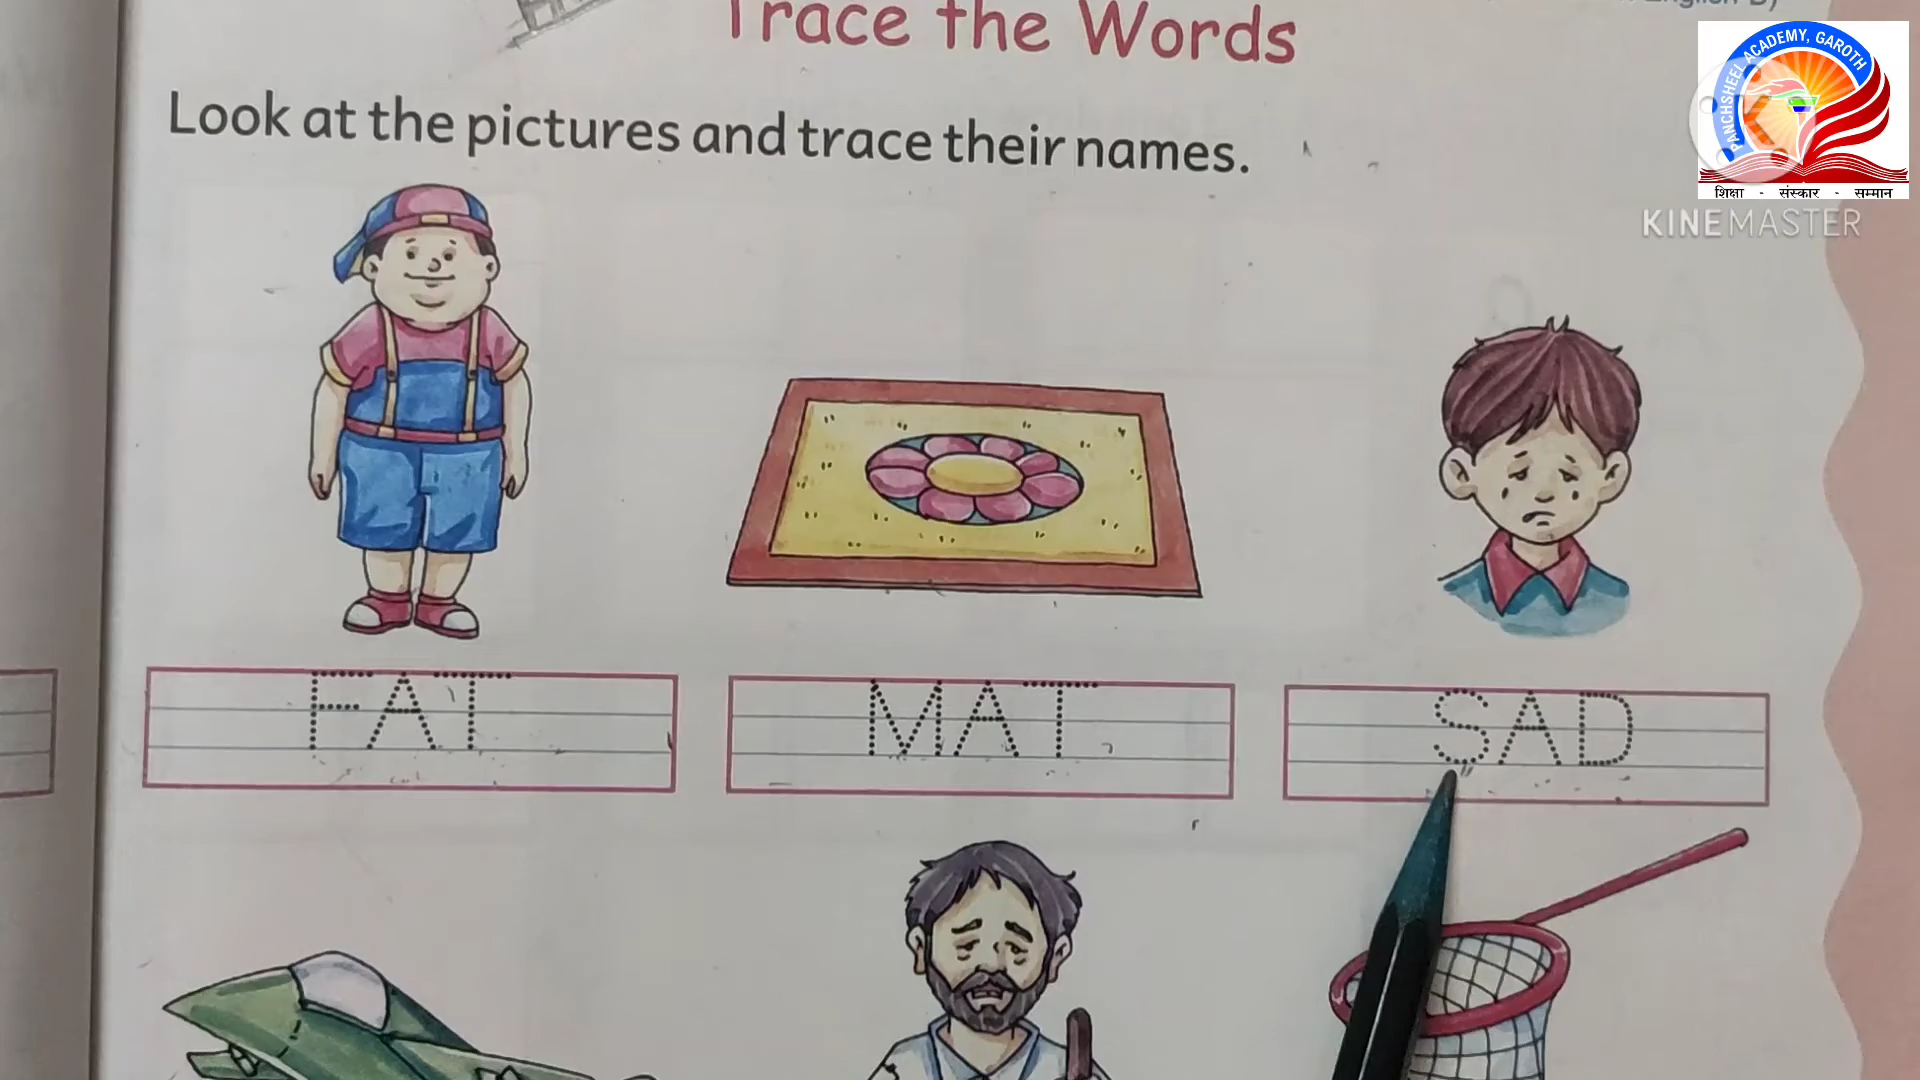 Trace the Words
Look at the pictures and trace their names.
PANCHSHEEL ACADEMY, GAROTH
शिक्षा - संस्कार - सम्मान
KINEMASTER
FAT
MAT
SAD